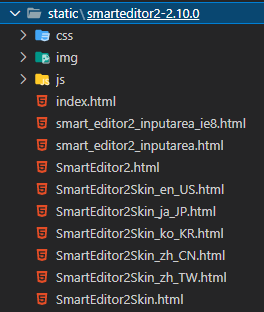 static\smarteditor2-2.10.0
css
img
js
index.html
smart_editor2_inputarea_ie8.html
smart_editor2_inputarea.html
SmartEditor2.html
SmartEditor2Skin_en_US.html
SmartEditor2Skin_ja_JP.html
SmartEditor2Skin_ko_KR.html
SmartEditor2Skin_zh_CN.html
SmartEditor2Skin_zh_TW.html
SmartEditor2Skin.html